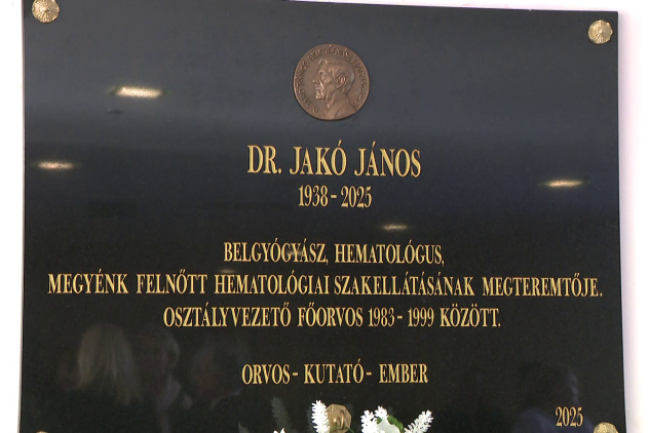 DR. JAKÓ JÁNOS
1938 - 2025
BELGYÓGYÁSZ, HEMATOLÓGUS,
MEGYÉNK FELNŐTT HEMATOLÓGIAI SZAKELLÁTÁSÁNAK MEGTEREMTŐJE.
OSZTÁLYVEZETŐ FŐORVOS 1983 - 1999 KÖZÖTT.
ORVOS - KUTATÓ - EMBER
2025